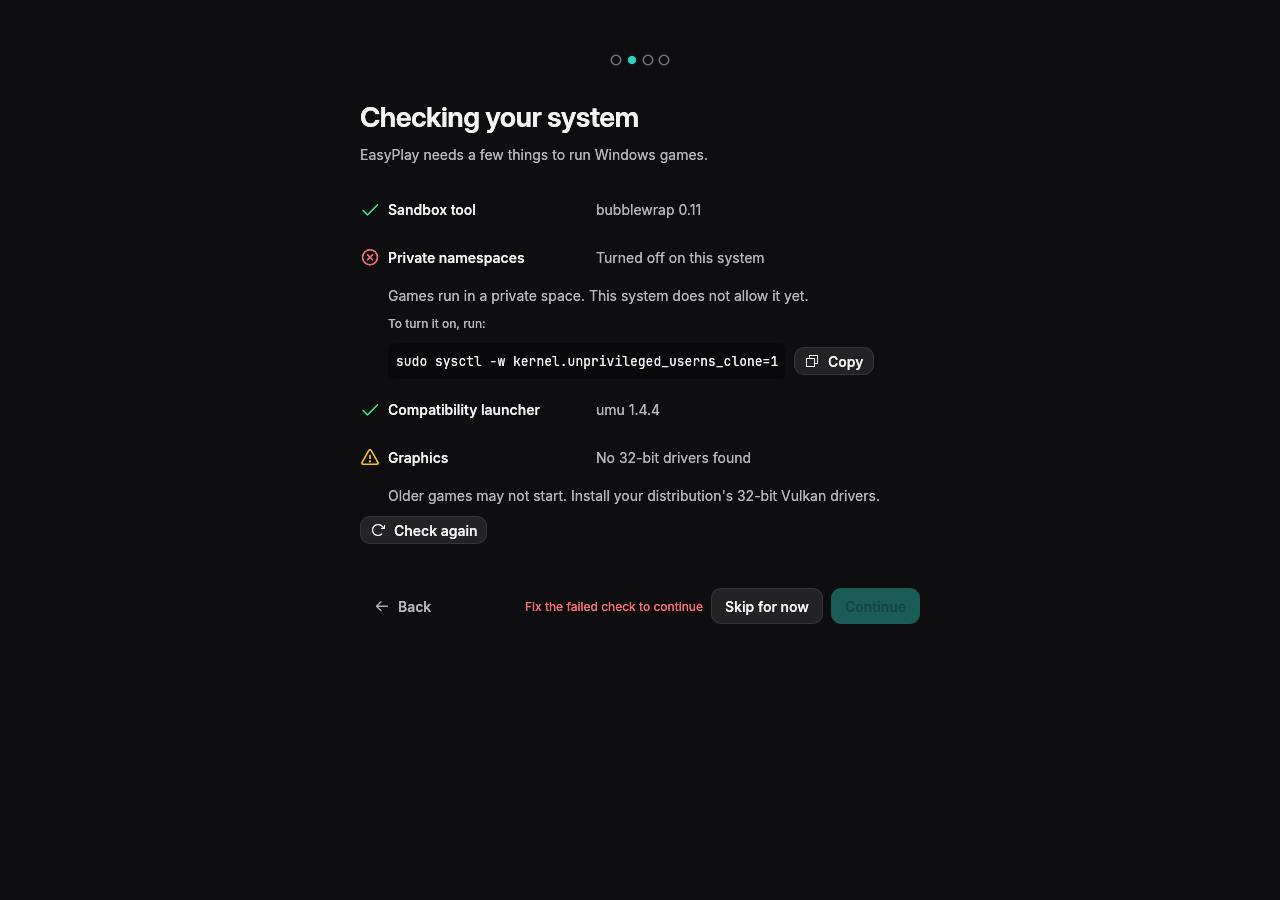 Checking your system
EasyPlay needs a few things to run Windows games.
Sandbox tool bubblewrap 0.11
Private namespaces Turned off on this system
Games run in a private space. This system does not allow it yet.
To turn it on, run:
sudo sysctl -w kernel.unprivileged_userns_clone=1 Copy
Compatibility launcher umu 1.4.4
Graphics No 32-bit drivers found
Older games may not start. Install your distribution's 32-bit Vulkan drivers.
Check again
Back Fix the failed check to continue Skip for now Continue